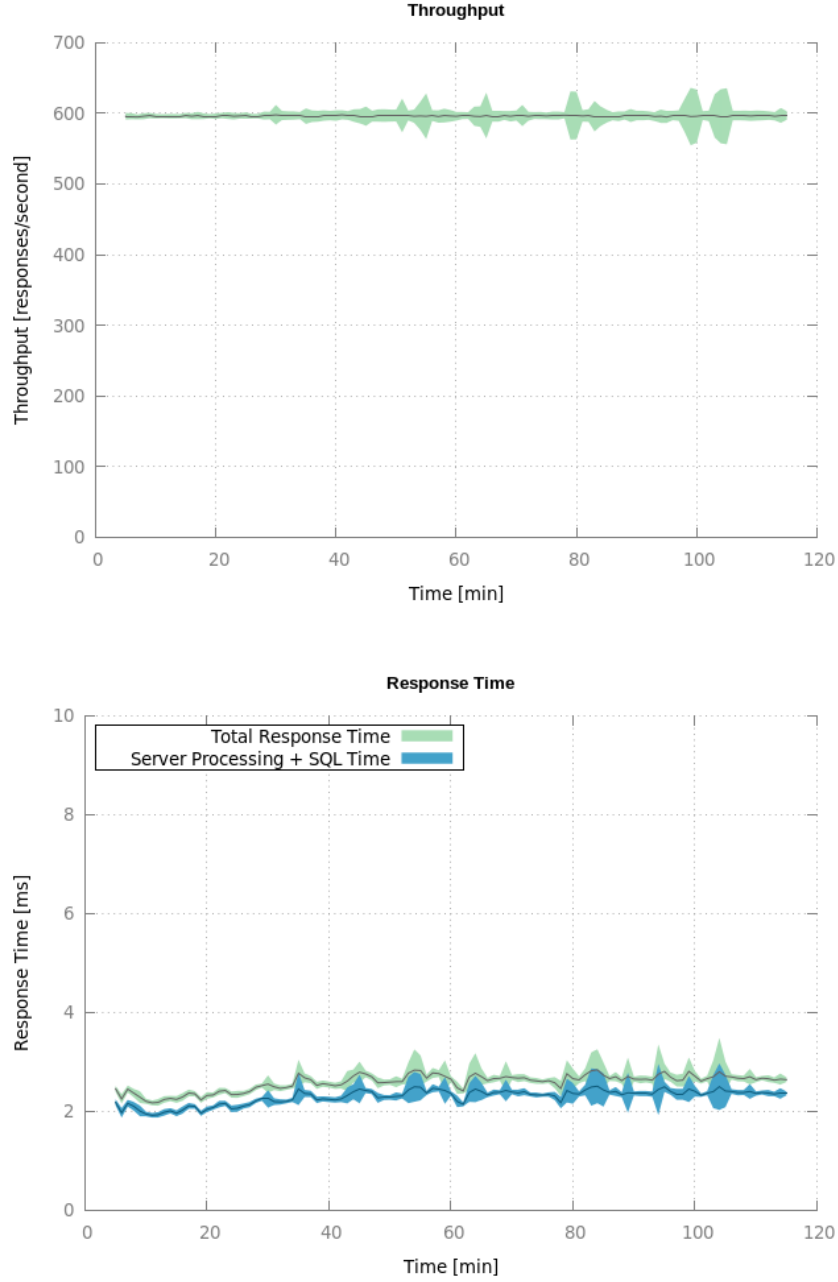 Throughput
700
600
500
400
300
200
100
0
Throughput [responses/second]
0 20 40 60 80 100 120
Time [min]
Response Time
10
8
6
4
2
0
Response Time [ms]
Total Response Time
Server Processing + SQL Time
0 20 40 60 80 100 120
Time [min]